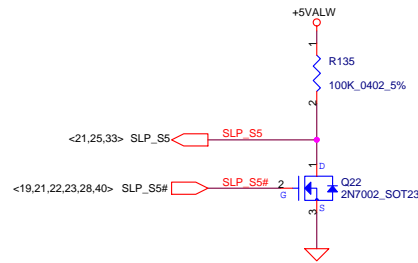 +5VALW
1
R135
100K_0402_5%
2
<21,25,33> SLP_S5 SLP_S5
1 D
<19,21,22,23,28,40> SLP_S5# SLP_S5# 2 G
Q22
2N7002_SOT23
3 S